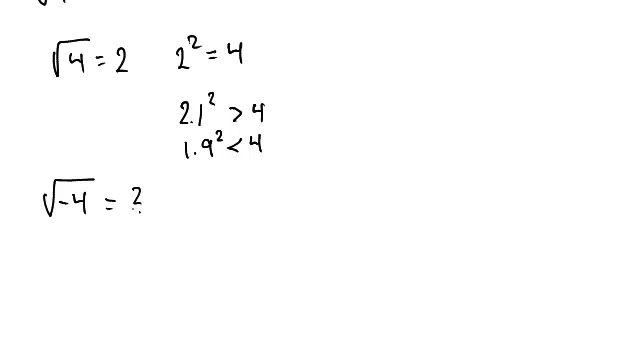 √4 = 2 2² = 4
2.1² > 4
1.9² < 4
√-4 = ?